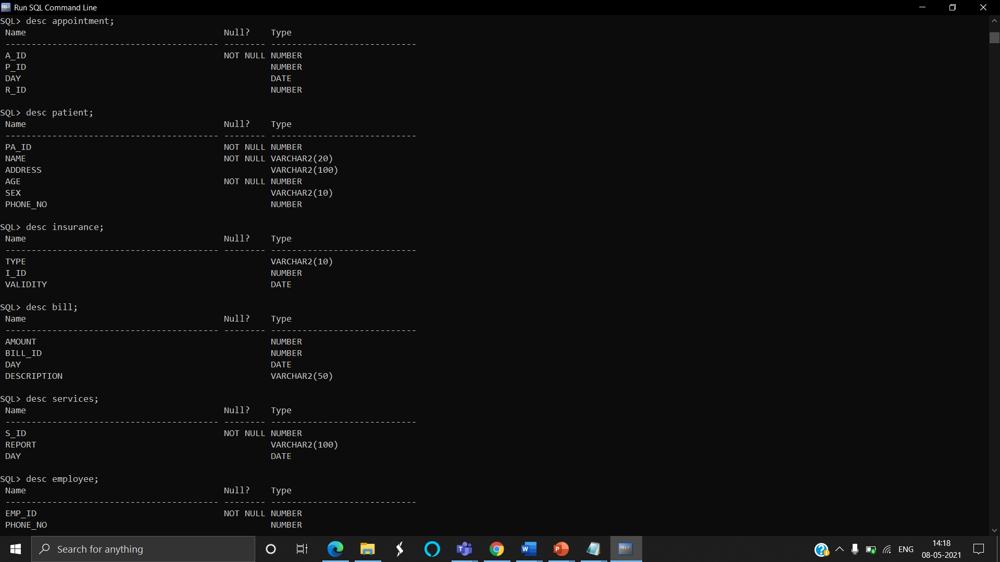 Run SQL Command Line
SQL> desc appointment;
 Name                                      Null?    Type
 ----------------------------------------- -------- ----------------------------
 A_ID                                      NOT NULL NUMBER
 P_ID                                               NUMBER
 DAY                                                DATE
 R_ID                                               NUMBER

SQL> desc patient;
 Name                                      Null?    Type
 ----------------------------------------- -------- ----------------------------
 PA_ID                                     NOT NULL NUMBER
 NAME                                      NOT NULL VARCHAR2(20)
 ADDRESS                                            VARCHAR2(100)
 AGE                                       NOT NULL NUMBER
 SEX                                                VARCHAR2(10)
 PHONE_NO                                           NUMBER

SQL> desc insurance;
 Name                                      Null?    Type
 ----------------------------------------- -------- ----------------------------
 TYPE                                               VARCHAR2(10)
 I_ID                                               NUMBER
 VALIDITY                                           DATE

SQL> desc bill;
 Name                                      Null?    Type
 ----------------------------------------- -------- ----------------------------
 AMOUNT                                             NUMBER
 BILL_ID                                            NUMBER
 DAY                                                DATE
 DESCRIPTION                                        VARCHAR2(50)

SQL> desc services;
 Name                                      Null?    Type
 ----------------------------------------- -------- ----------------------------
 S_ID                                      NOT NULL NUMBER
 REPORT                                             VARCHAR2(100)
 DAY                                                DATE

SQL> desc employee;
 Name                                      Null?    Type
 ----------------------------------------- -------- ----------------------------
 EMP_ID                                    NOT NULL NUMBER
 PHONE_NO                                           NUMBER
Search for anything
ENG
14:18
08-05-2021